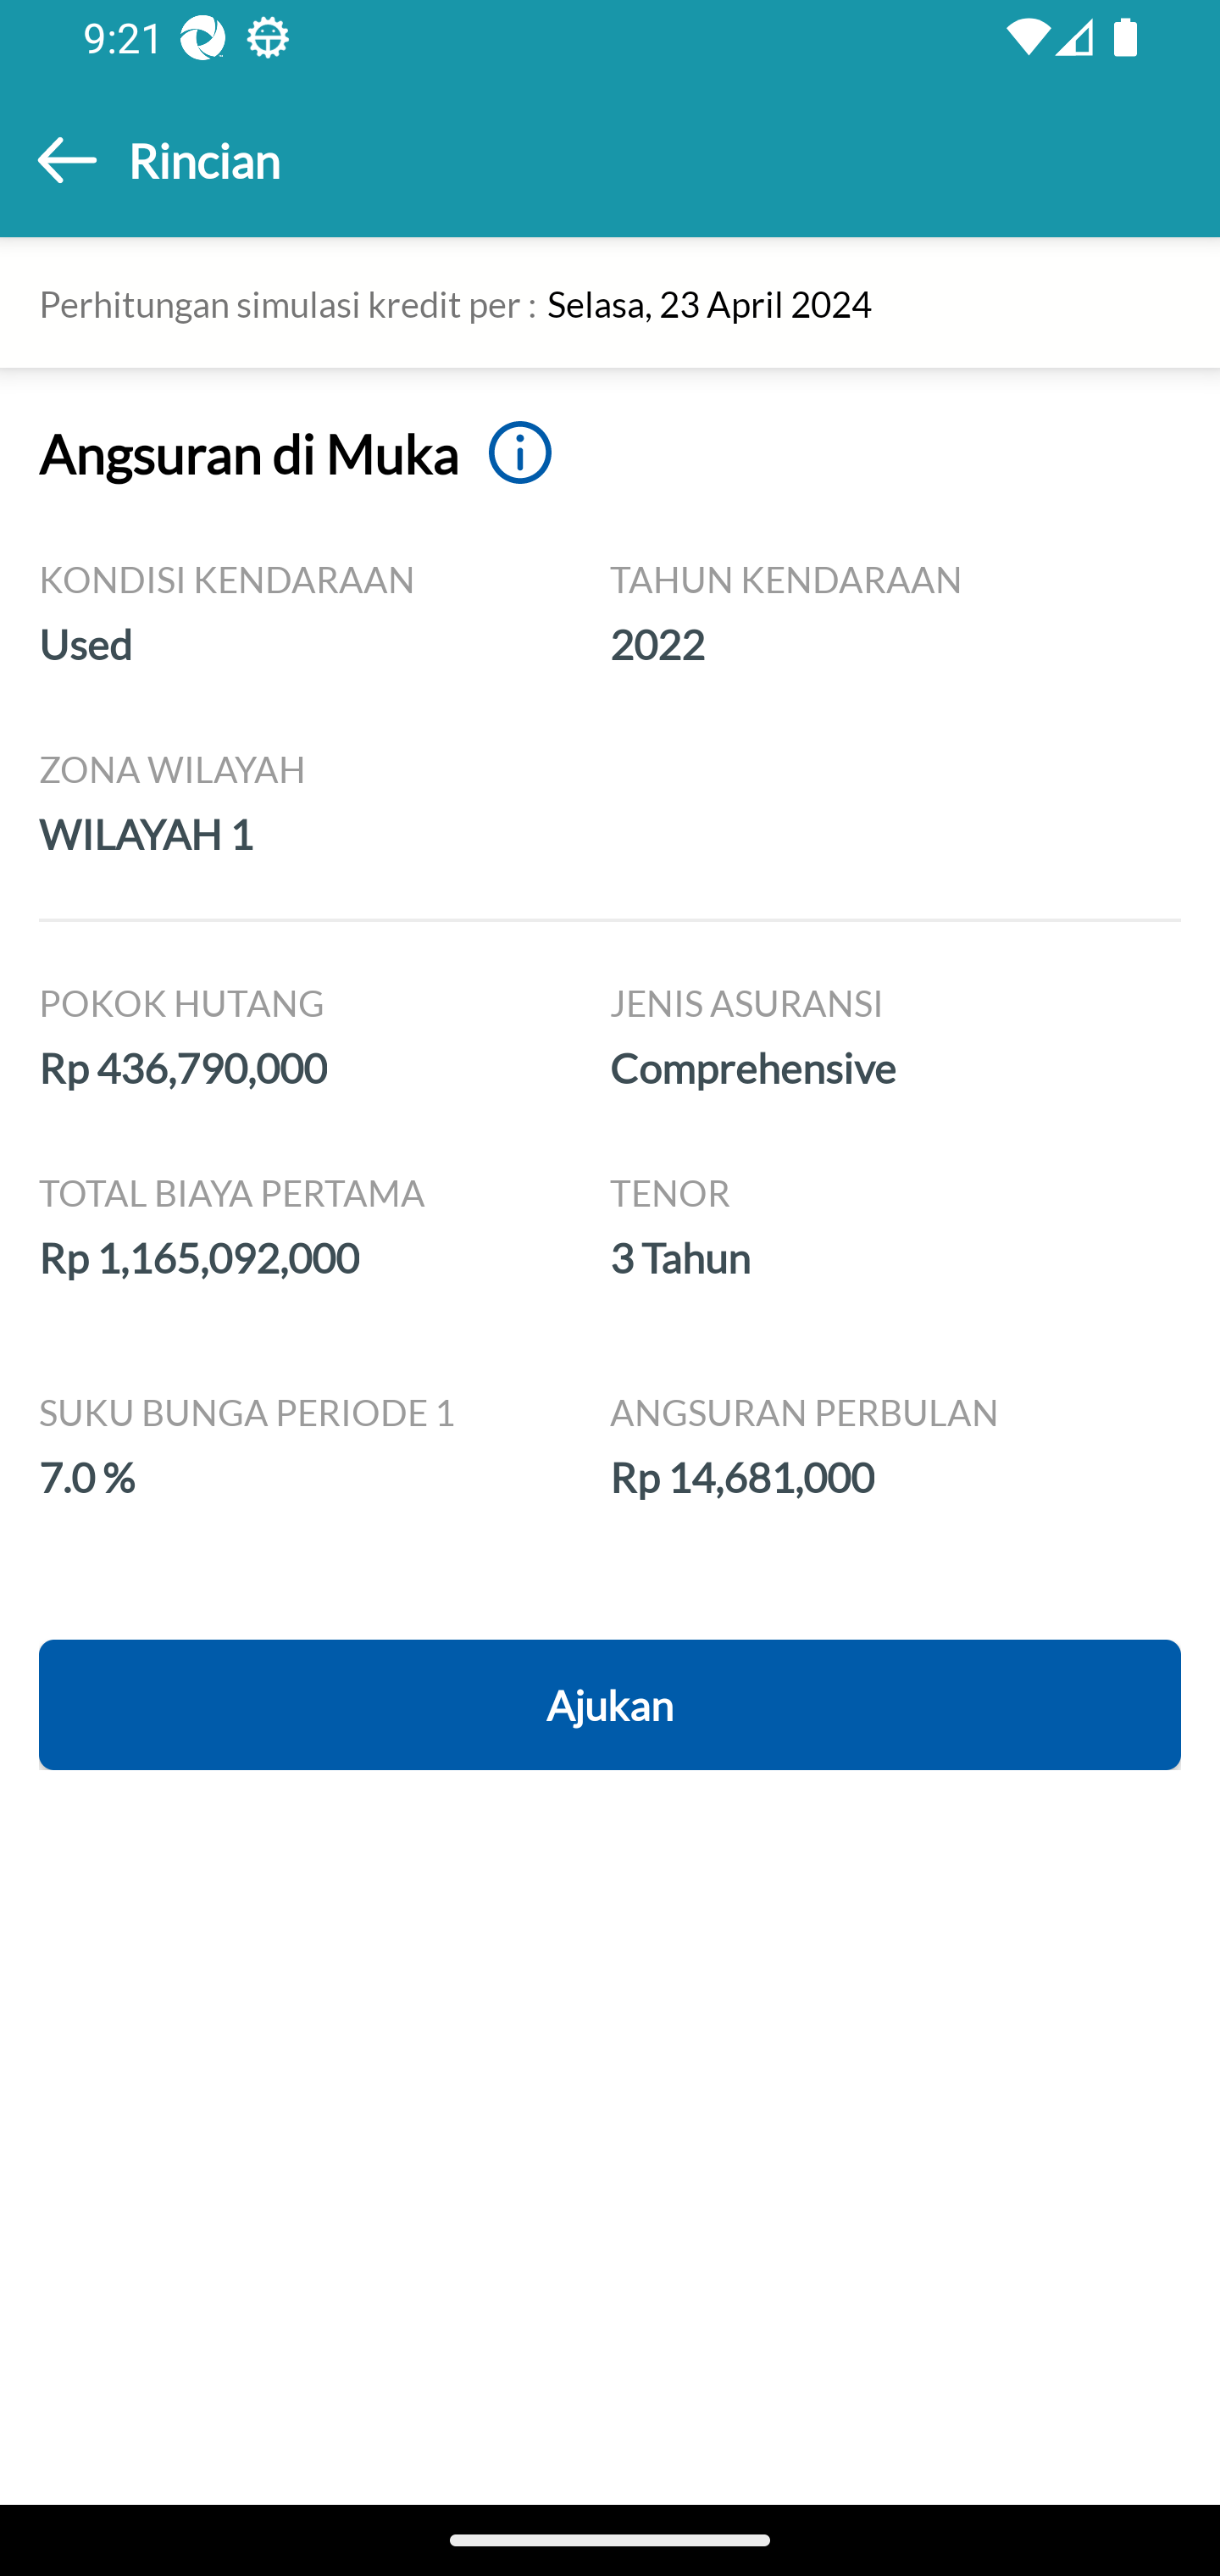 9:21
Rincian
Perhitungan simulasi kredit per : Selasa, 23 April 2024
Angsuran di Muka
KONDISI KENDARAAN
Used
TAHUN KENDARAAN
2022
ZONA WILAYAH
WILAYAH 1
POKOK HUTANG
Rp 436,790,000
JENIS ASURANSI
Comprehensive
TOTAL BIAYA PERTAMA
Rp 1,165,092,000
TENOR
3 Tahun
SUKU BUNGA PERIODE 1
7.0 %
ANGSURAN PERBULAN
Rp 14,681,000
Ajukan